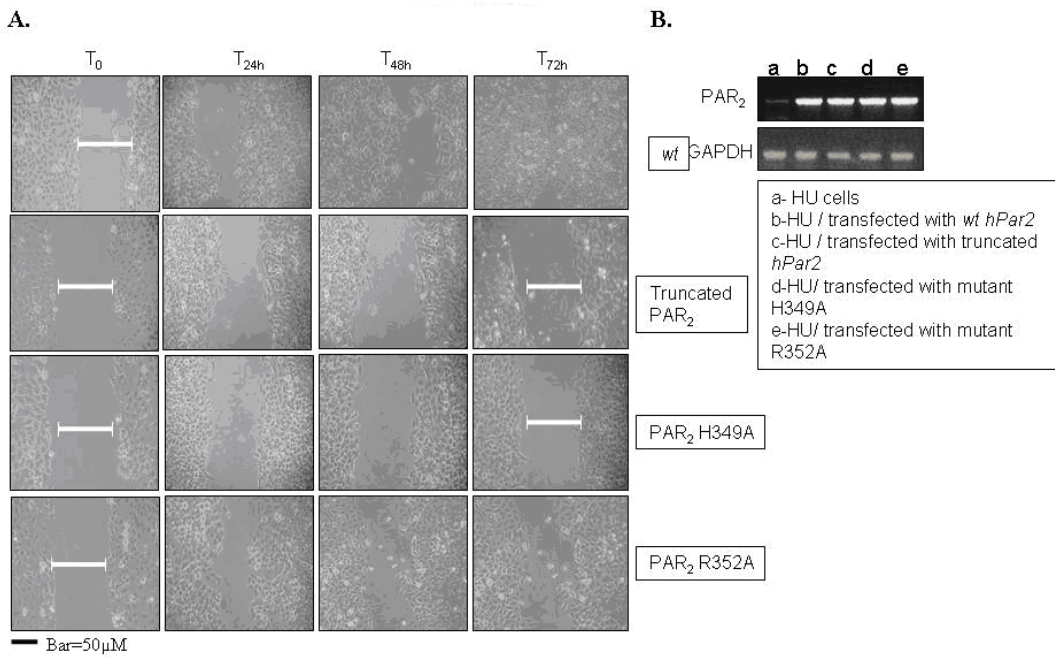 A.
T0 T24h T48h T72h
wt
Truncated
PAR2
PAR2 H349A
PAR2 R352A
Bar=50µM
B.
a b c d e
PAR2
GAPDH
a- HU cells
b-HU / transfected with wt hPar2
c-HU / transfected with truncated
hPar2
d-HU/ transfected with mutant
H349A
e-HU/ transfected with mutant
R352A